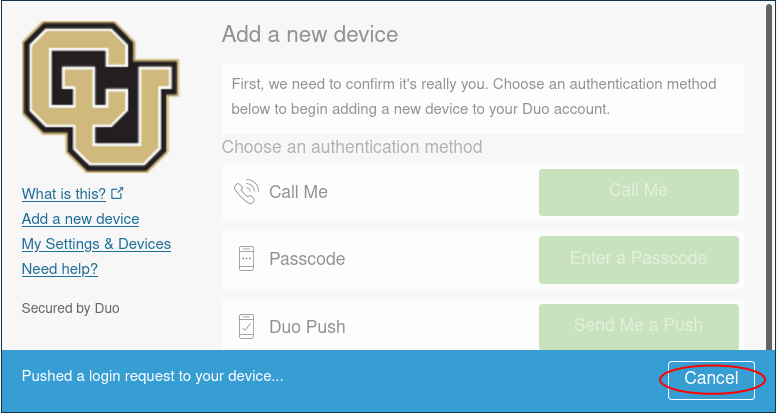 CU
What is this?
Add a new device
My Settings & Devices
Need help?
Secured by Duo
Add a new device
First, we need to confirm it's really you. Choose an authentication method
below to begin adding a new device to your Duo account.
Choose an authentication method
Call Me
Call Me
Passcode
Enter a Passcode
Duo Push
Send Me a Push
Pushed a login request to your device...
Cancel